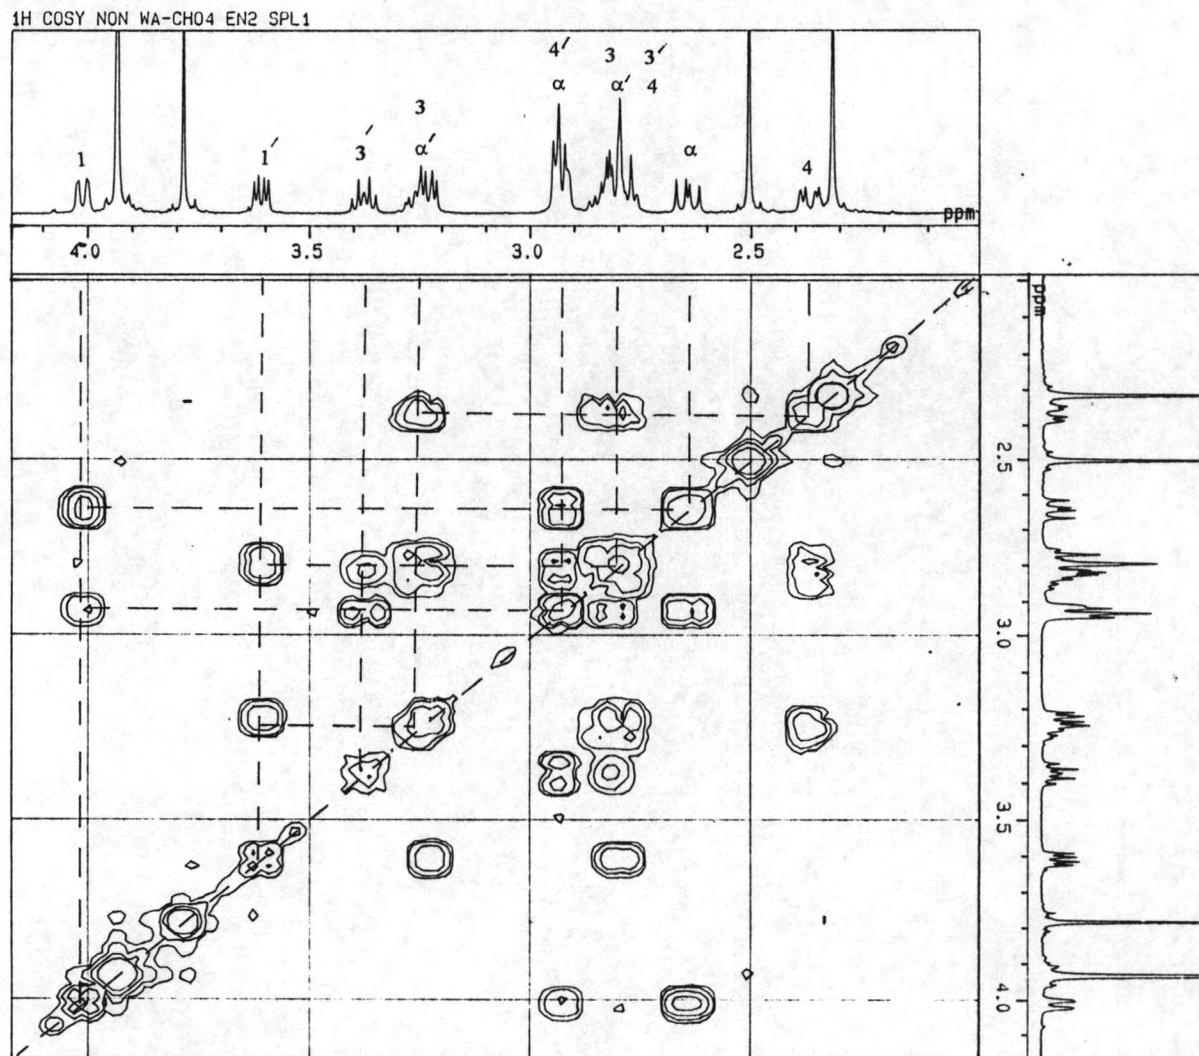 1H COSY NON WA-CH04 EN2 SPL1
4′ 3 3′
α α′ 4
3
1 1′ 3′ α′ α 4
ppm
4.0 3.5 3.0 2.5
ppm
2.5
3.0
3.5
4.0